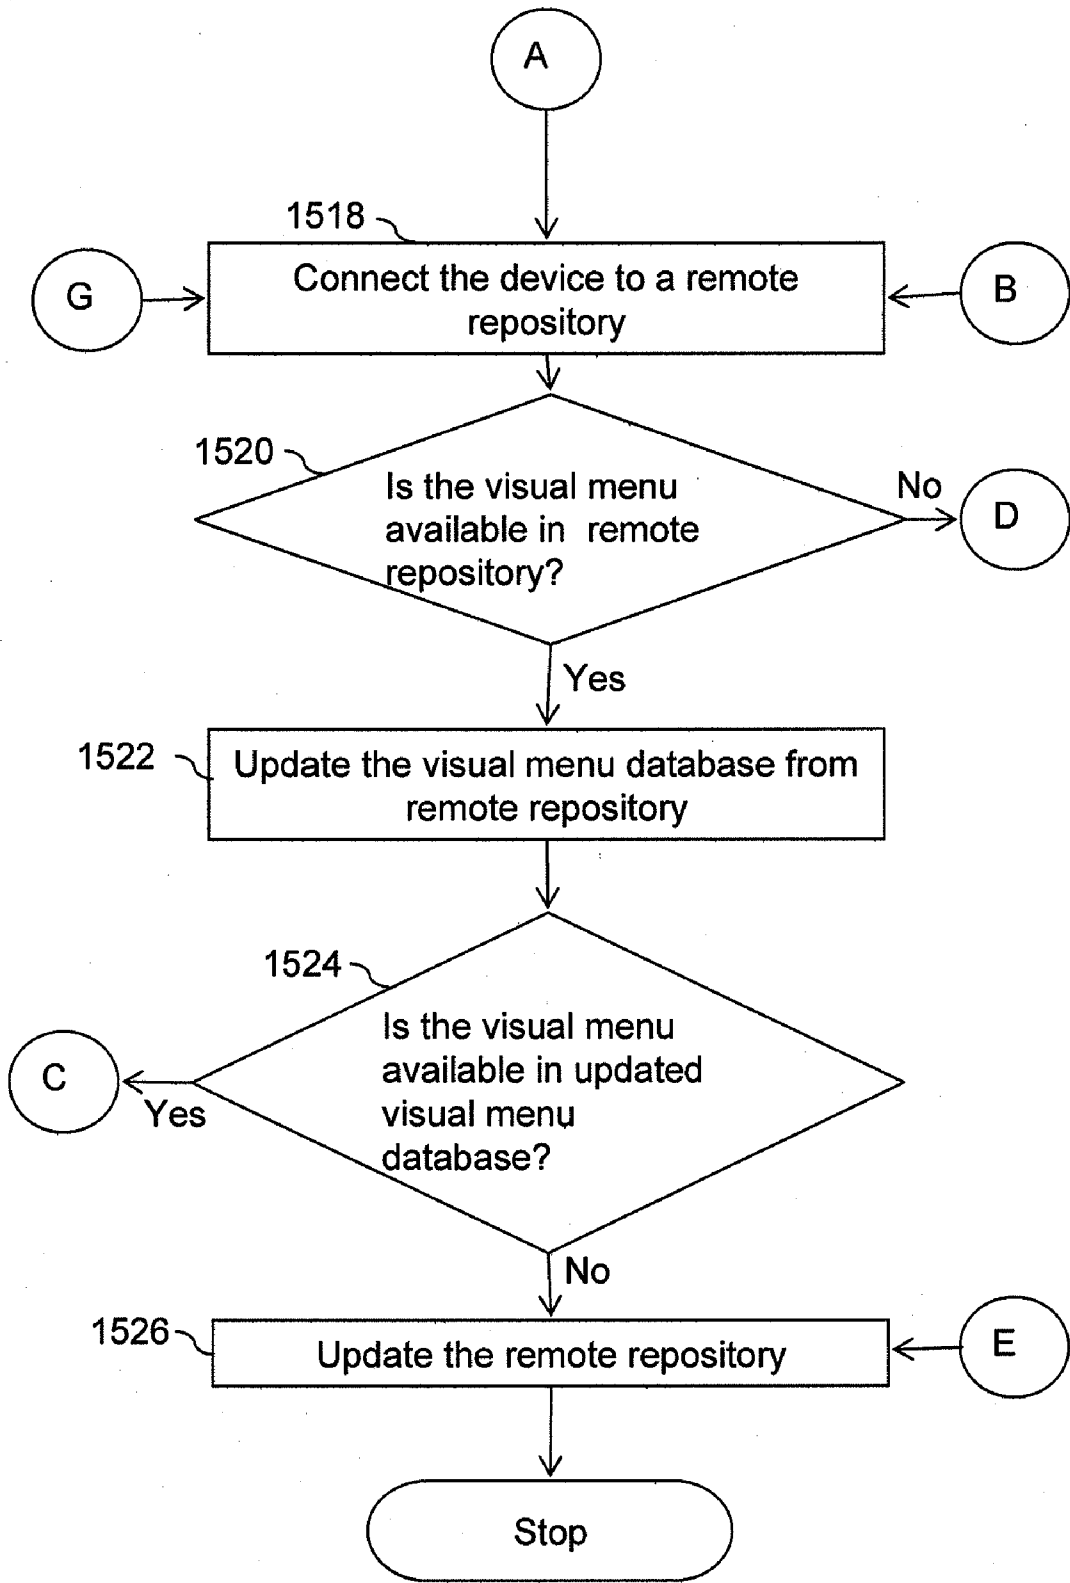 A
1518
G
Connect the device to a remote
repository
B
1520
Is the visual menu
available in remote
repository?
No
D
Yes
1522
Update the visual menu database from
remote repository
1524
Is the visual menu
available in updated
visual menu
database?
C
Yes
No
1526
Update the remote repository
E
Stop